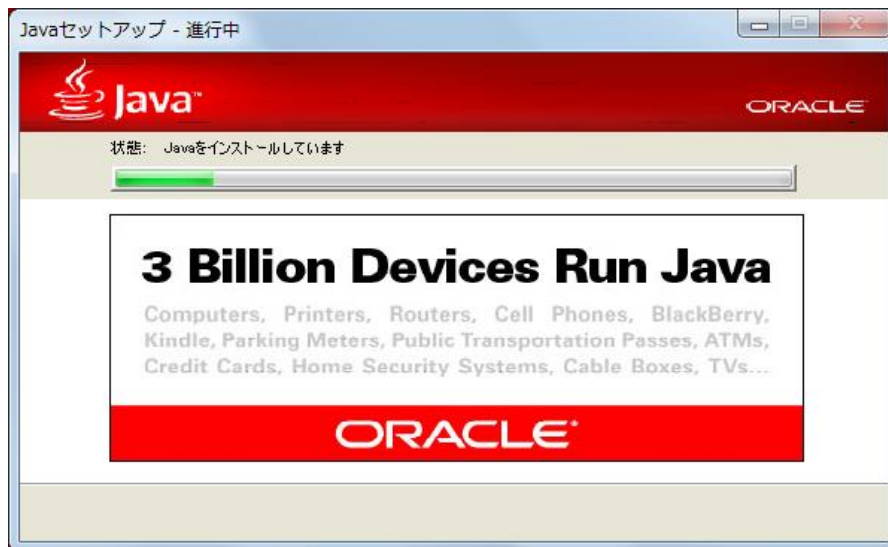 Javaセットアップ - 進行中
Java™
ORACLE
状態: Javaをインストールしています
3 Billion Devices Run Java
Computers, Printers, Routers, Cell Phones, BlackBerry,
Kindle, Parking Meters, Public Transportation Passes, ATMs,
Credit Cards, Home Security Systems, Cable Boxes, TVs...
ORACLE®